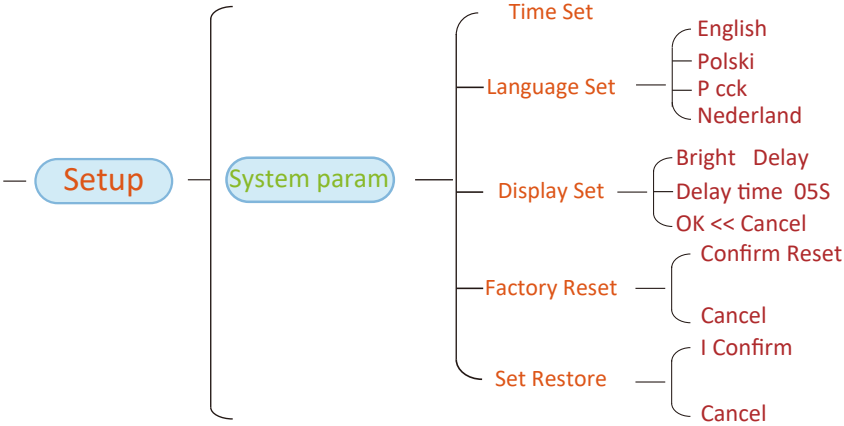 Setup
System param
Time Set
Language Set
English
Polski
P cck
Nederland
Display Set
Bright Delay
Delay time 05S
OK << Cancel
Factory Reset
Confirm Reset
Cancel
Set Restore
I Confirm
Cancel